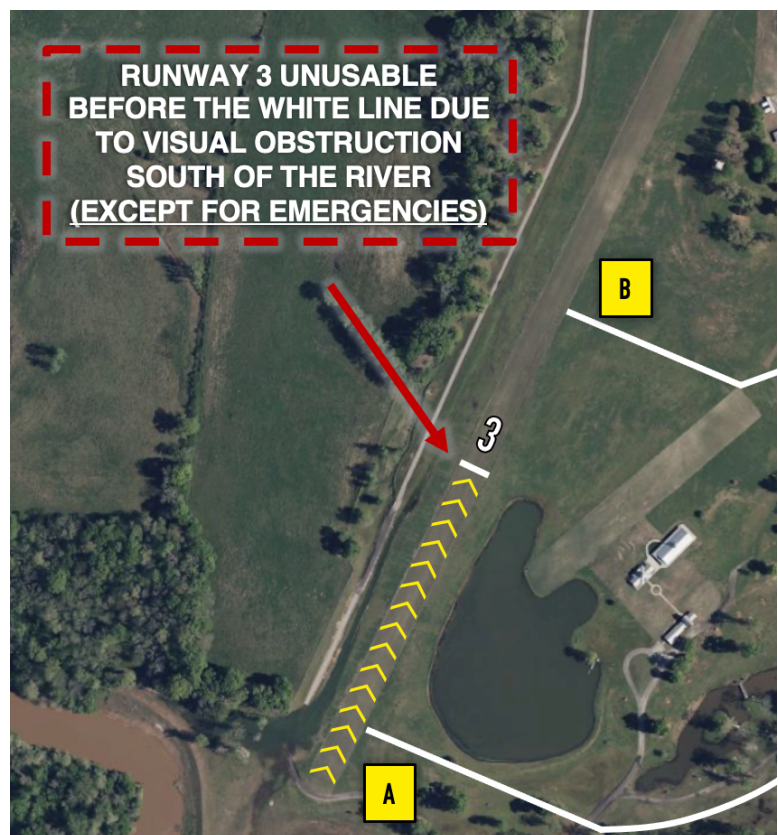 RUNWAY 3 UNUSABLE
BEFORE THE WHITE LINE DUE
TO VISUAL OBSTRUCTION
SOUTH OF THE RIVER
(EXCEPT FOR EMERGENCIES)
B
3
A